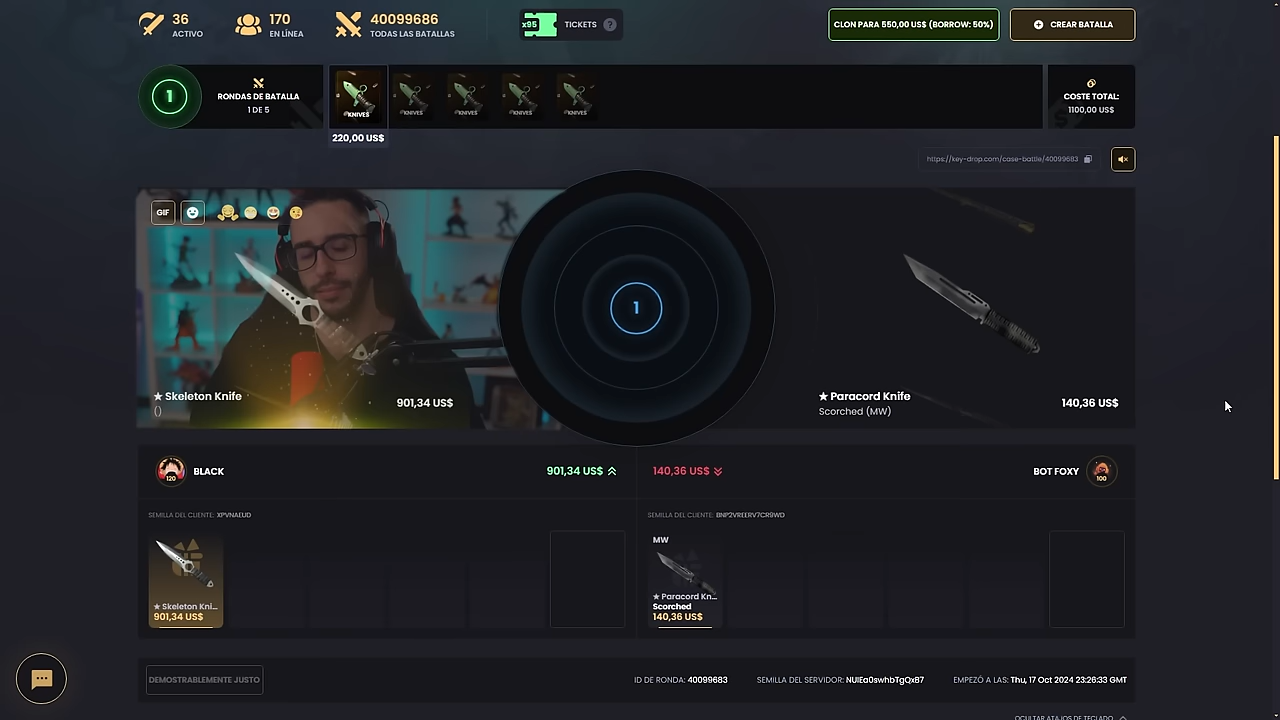 36
ACTIVO
170
EN LÍNEA
40099686
TODAS LAS BATALLAS
x95
TICKETS ?
CLON PARA 550,00 US$ (BORROW: 50%)
CREAR BATALLA
1
RONDAS DE BATALLA
1 DE 5
KNIVES
KNIVES
KNIVES
KNIVES
KNIVES
COSTE TOTAL:
1100,00 US$
220,00 US$
https://key-drop.com/case-battle/40099683
GIF
1
★ Skeleton Knife
()
901,34 US$
★ Paracord Knife
Scorched (MW)
140,36 US$
120
BLACK
901,34 US$
140,36 US$
BOT FOXY
100
SEMILLA DEL CLIENTE: XPVNAEUD
SEMILLA DEL CLIENTE: BNP2VREERV7CR9WD
★ Skeleton Kni...
901,34 US$
MW
★ Paracord Kn...
Scorched
140,36 US$
DEMOSTRABLEMENTE JUSTO
ID DE RONDA: 40099683
SEMILLA DEL SERVIDOR: NUIEa0swhbTgQxB7
EMPEZÓ A LAS: Thu, 17 Oct 2024 23:26:33 GMT
OCULTAR ATAJOS DE TECLADO